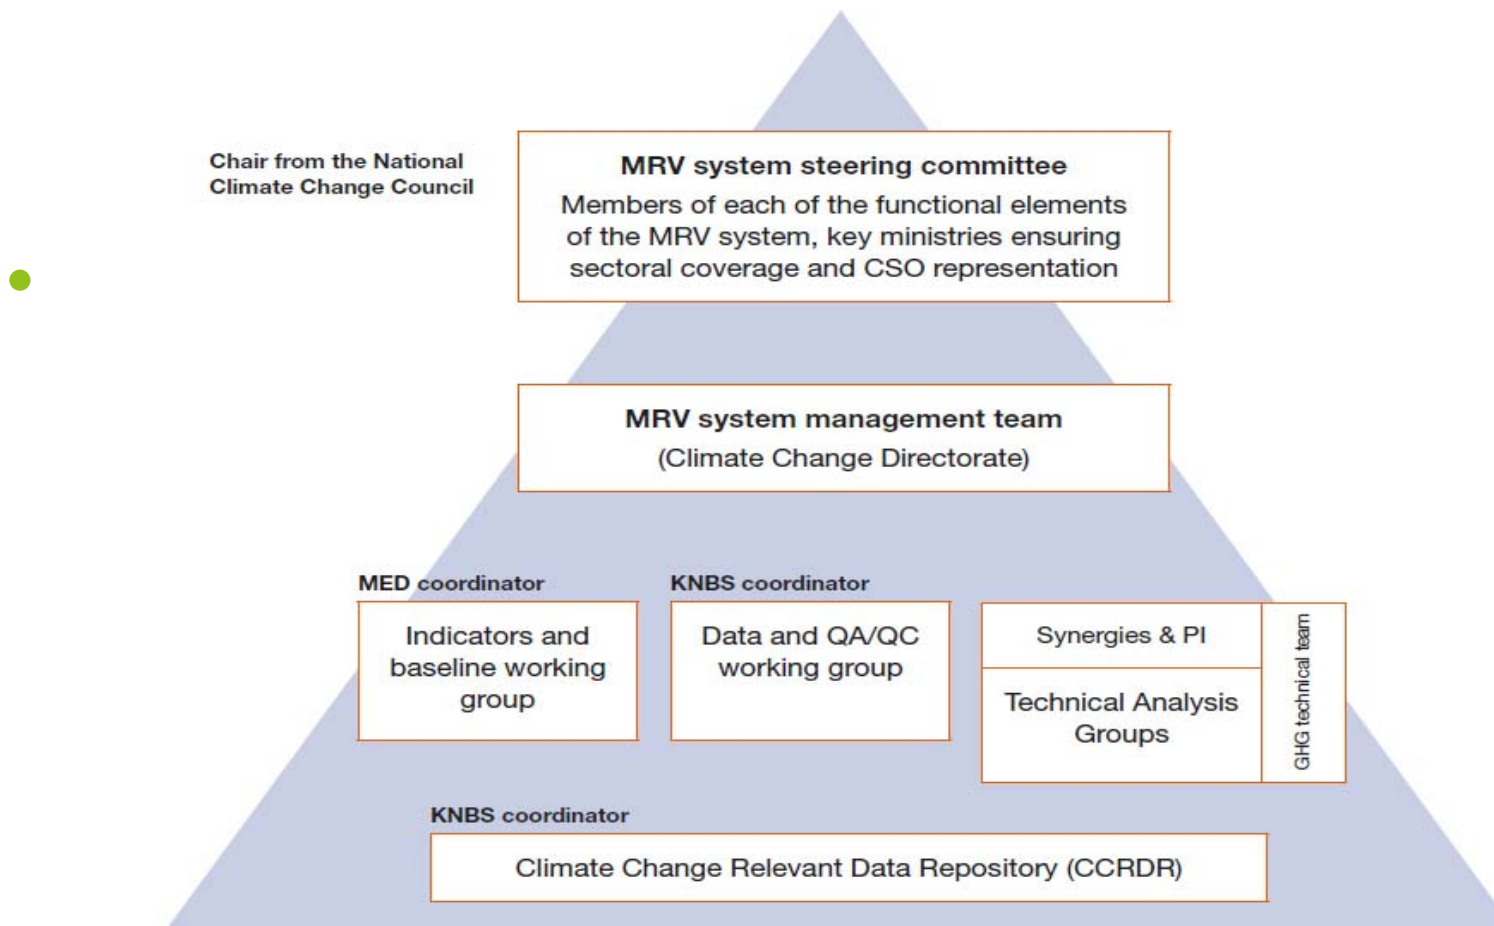 Chair from the National
Climate Change Council
MRV system steering committee
Members of each of the functional elements
of the MRV system, key ministries ensuring
sectoral coverage and CSO representation
MRV system management team
(Climate Change Directorate)
MED coordinator
Indicators and
baseline working
group
KNBS coordinator
Data and QA/QC
working group
Synergies & PI
Technical Analysis
Groups
GHG technical team
KNBS coordinator
Climate Change Relevant Data Repository (CCRDR)